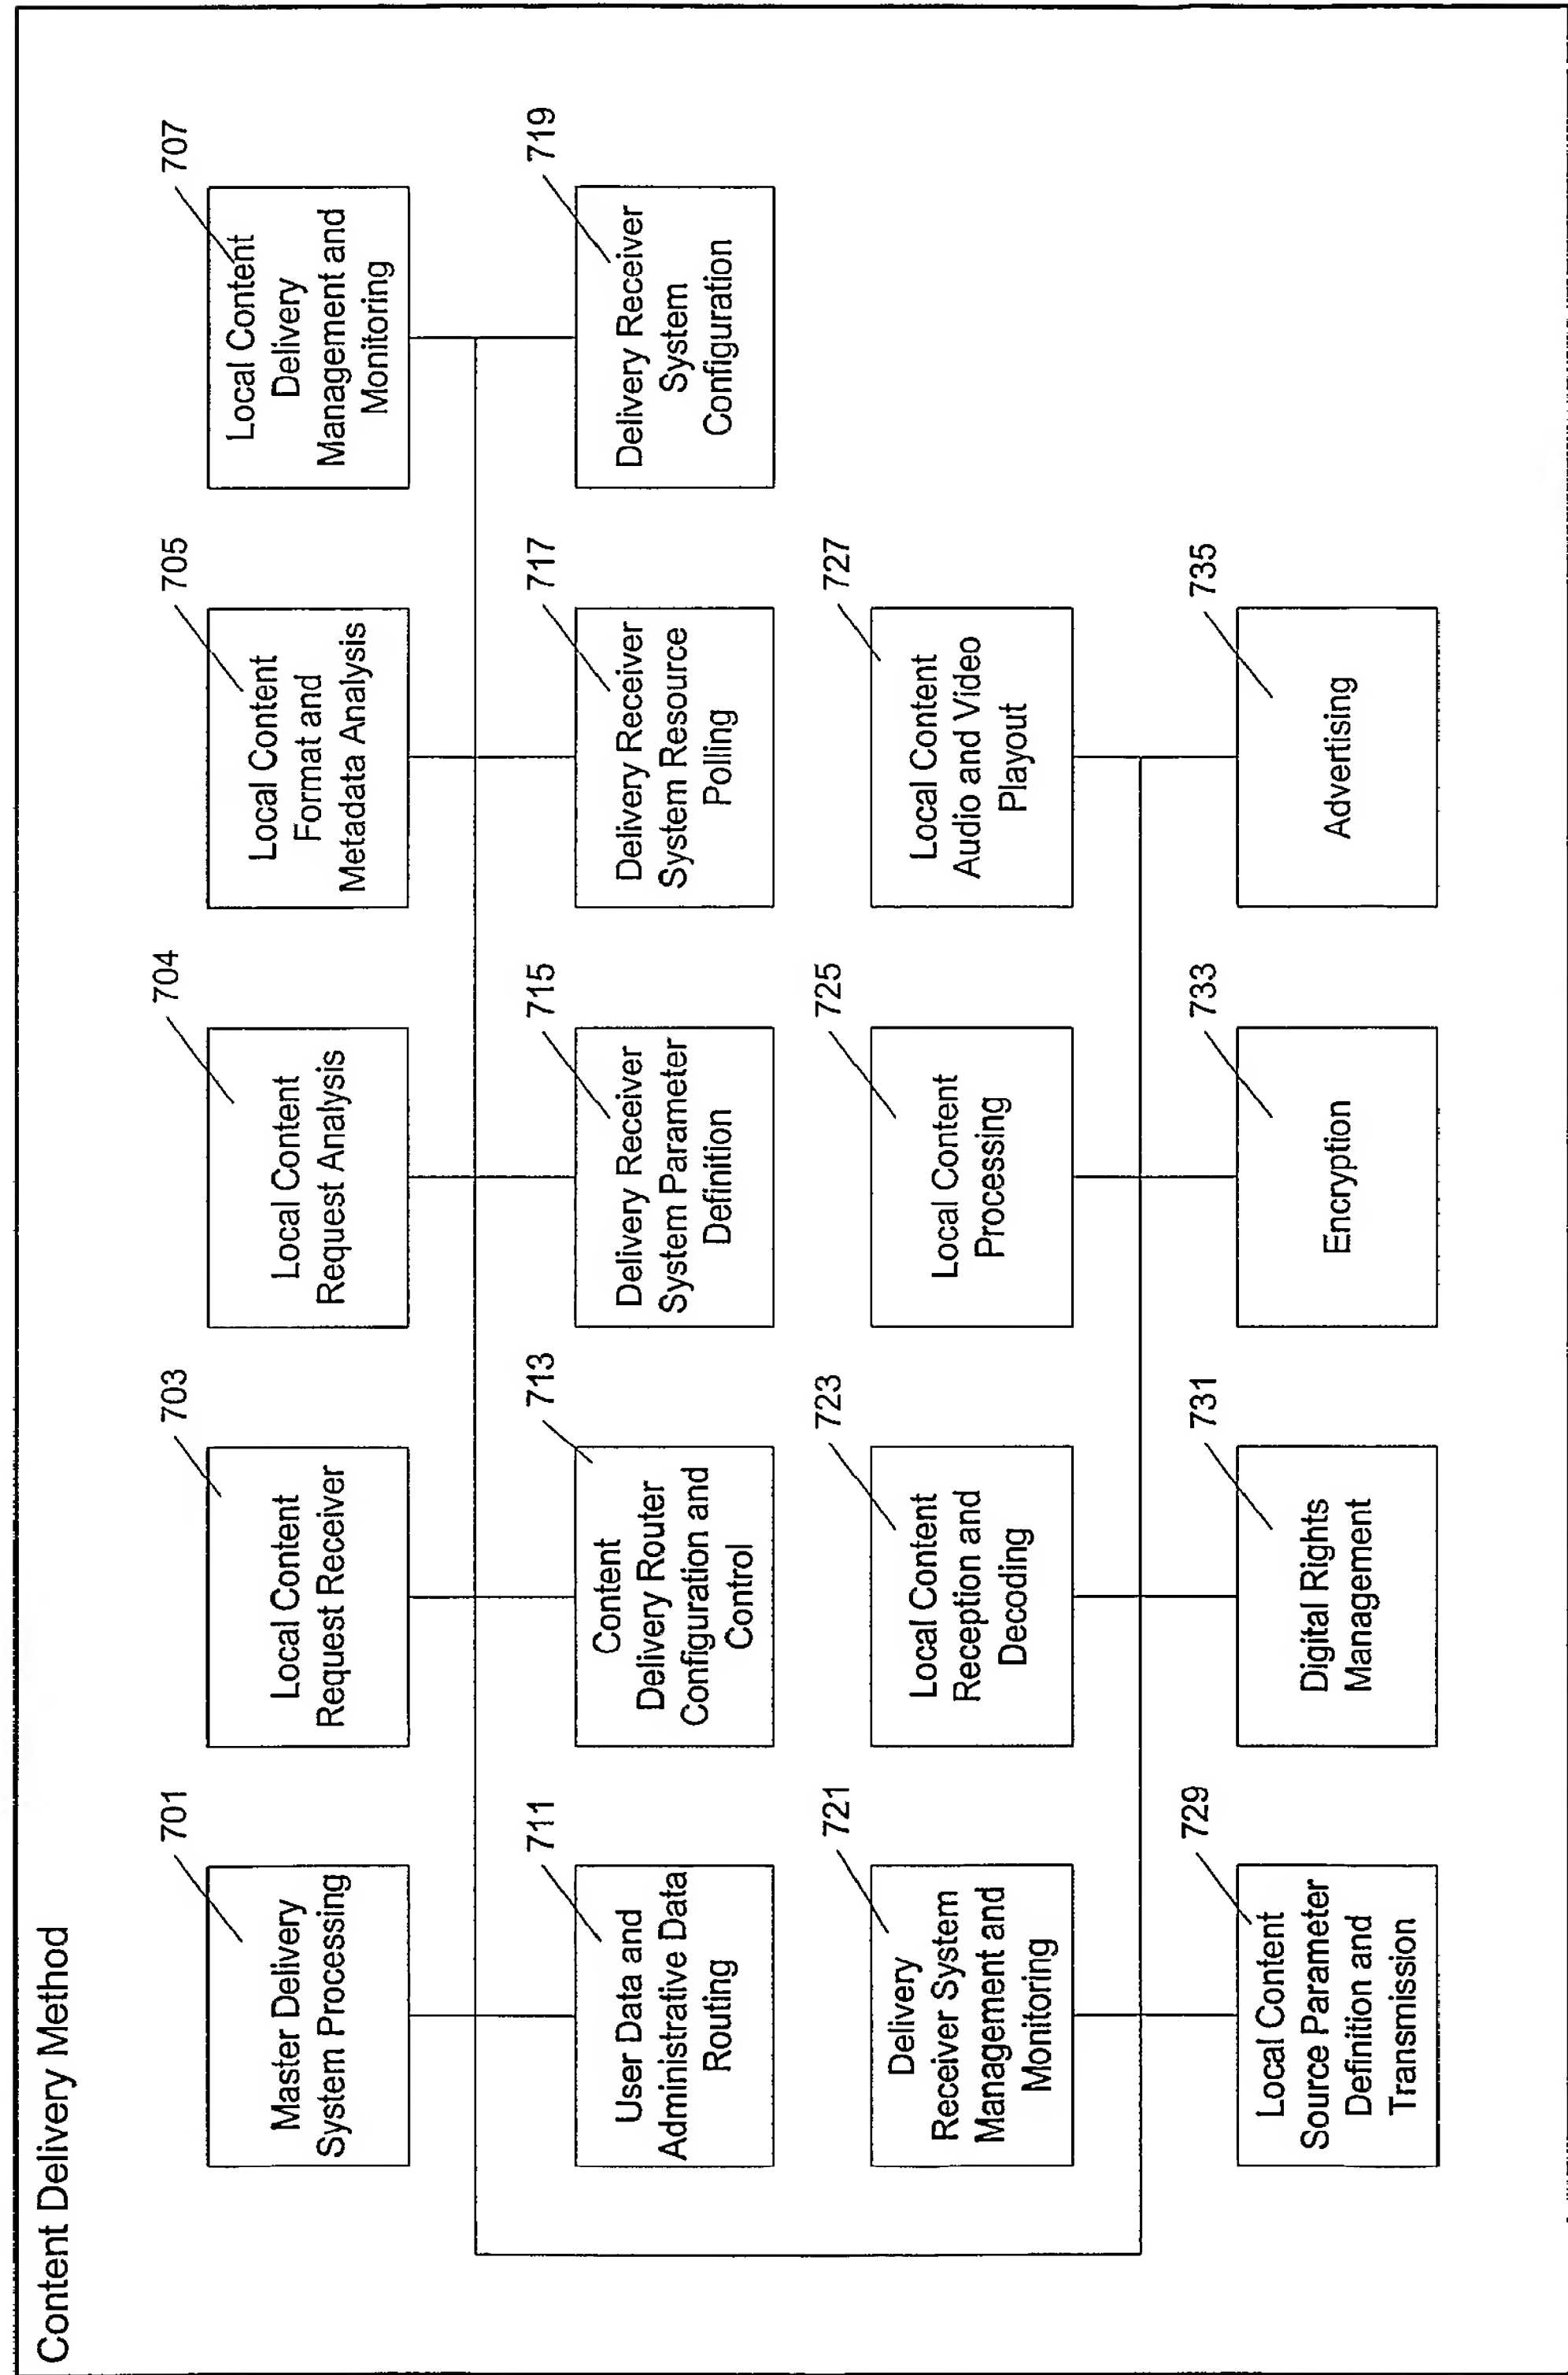 Content Delivery Method
701
Master Delivery
System Processing
703
Local Content
Request Receiver
704
Local Content
Request Analysis
705
Local Content
Format and
Metadata Analysis
707
Local Content
Delivery
Management and
Monitoring
711
User Data and
Administrative Data
Routing
713
Content
Delivery Router
Configuration and
Control
715
Delivery Receiver
System Parameter
Definition
717
Delivery Receiver
System Resource
Polling
719
Delivery Receiver
System
Configuration
721
Delivery
Receiver System
Management and
Monitoring
723
Local Content
Reception and
Decoding
725
Local Content
Processing
727
Local Content
Audio and Video
Playout
729
Local Content
Source Parameter
Definition and
Transmission
731
Digital Rights
Management
733
Encryption
735
Advertising